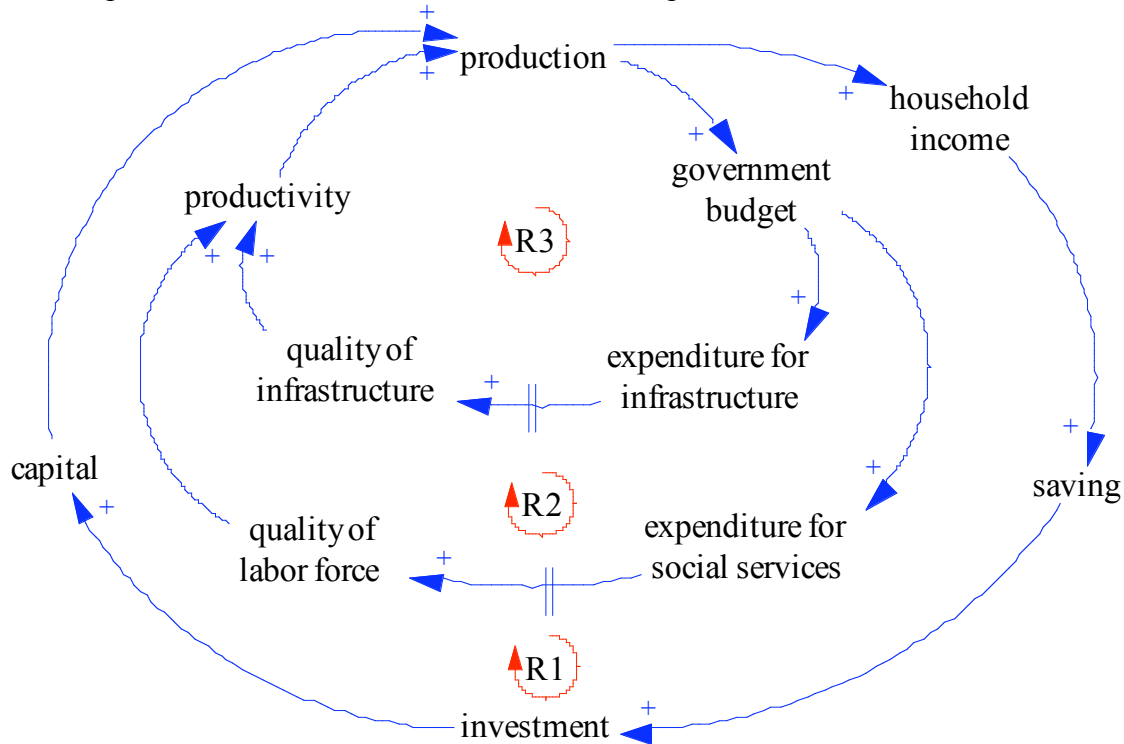 +
production
+
+
household
income
+
government
budget
productivity
R3
+
+
+
quality of
infrastructure
+
expenditure for
infrastructure
+
capital
+
saving
+
R2
quality of
labor force
+
expenditure for
social services
R1
investment
+